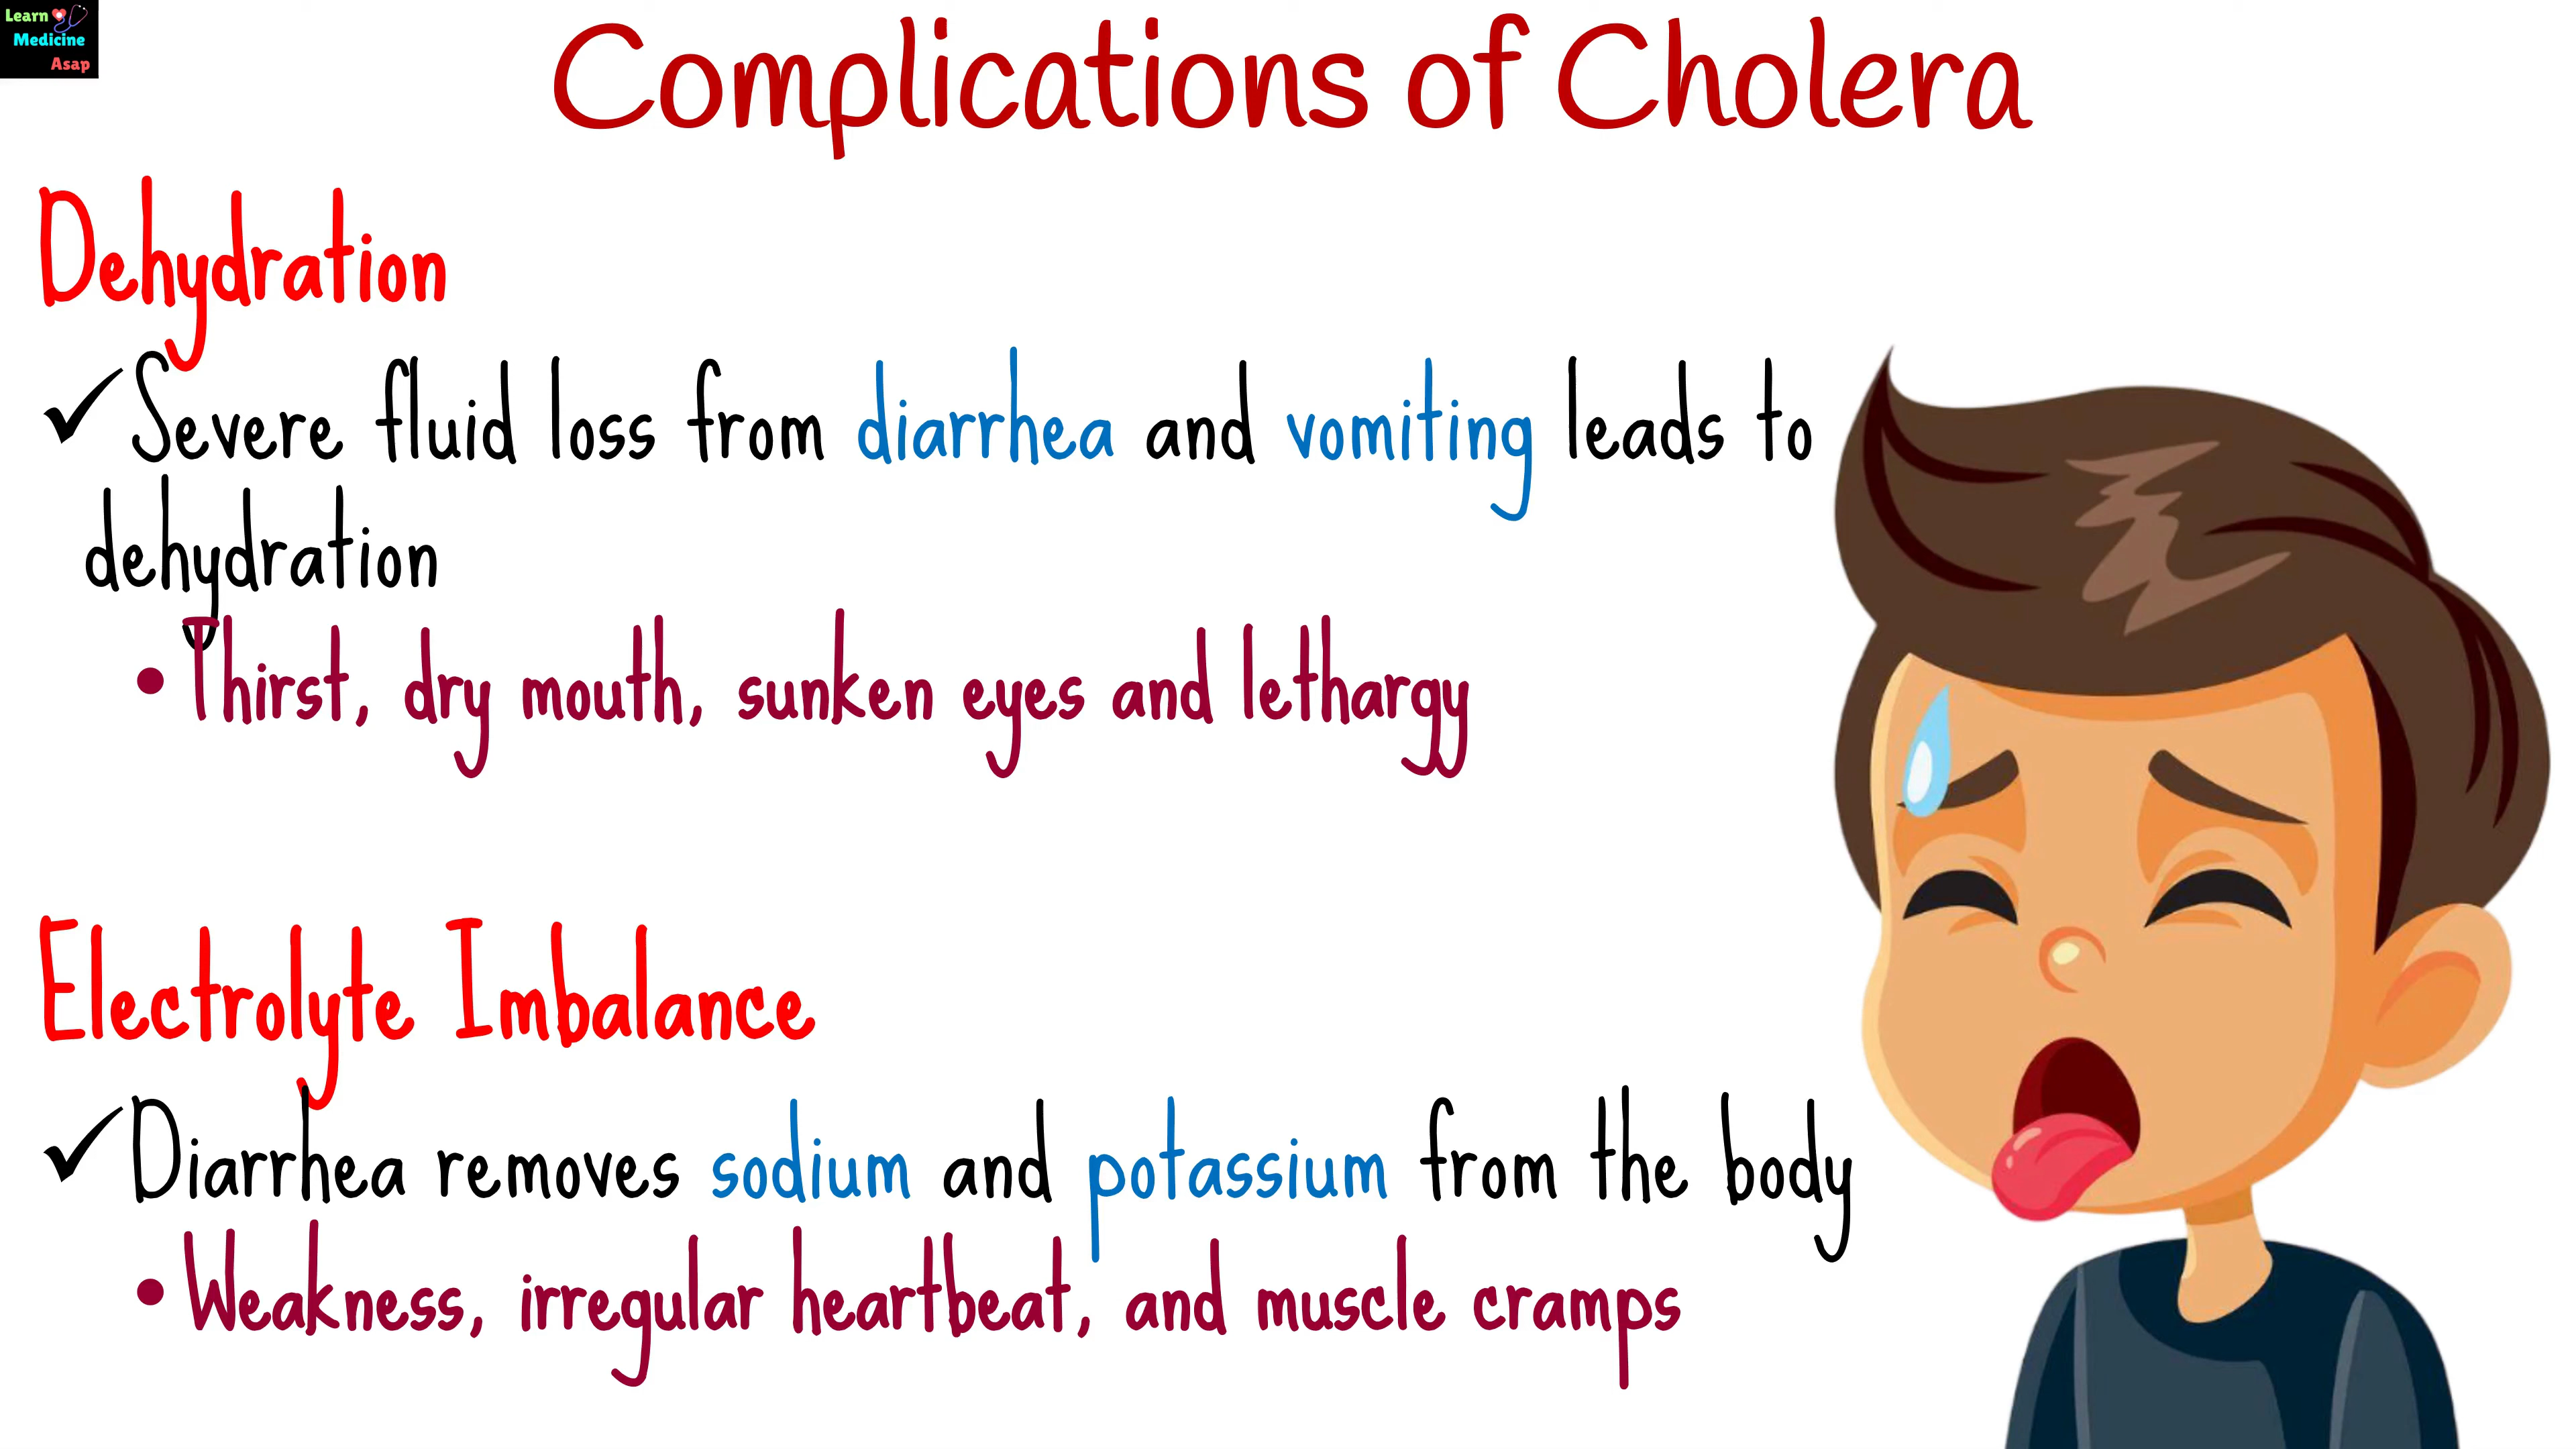 Learn
Medicine
Asap
Complications of Cholera
Dehydration
✓Severe fluid loss from diarrhea and vomiting leads to
dehydration
•Thirst, dry mouth, sunken eyes and lethargy
Electrolyte Imbalance
✓Diarrhea removes sodium and potassium from the body
•Weakness, irregular heartbeat, and muscle cramps